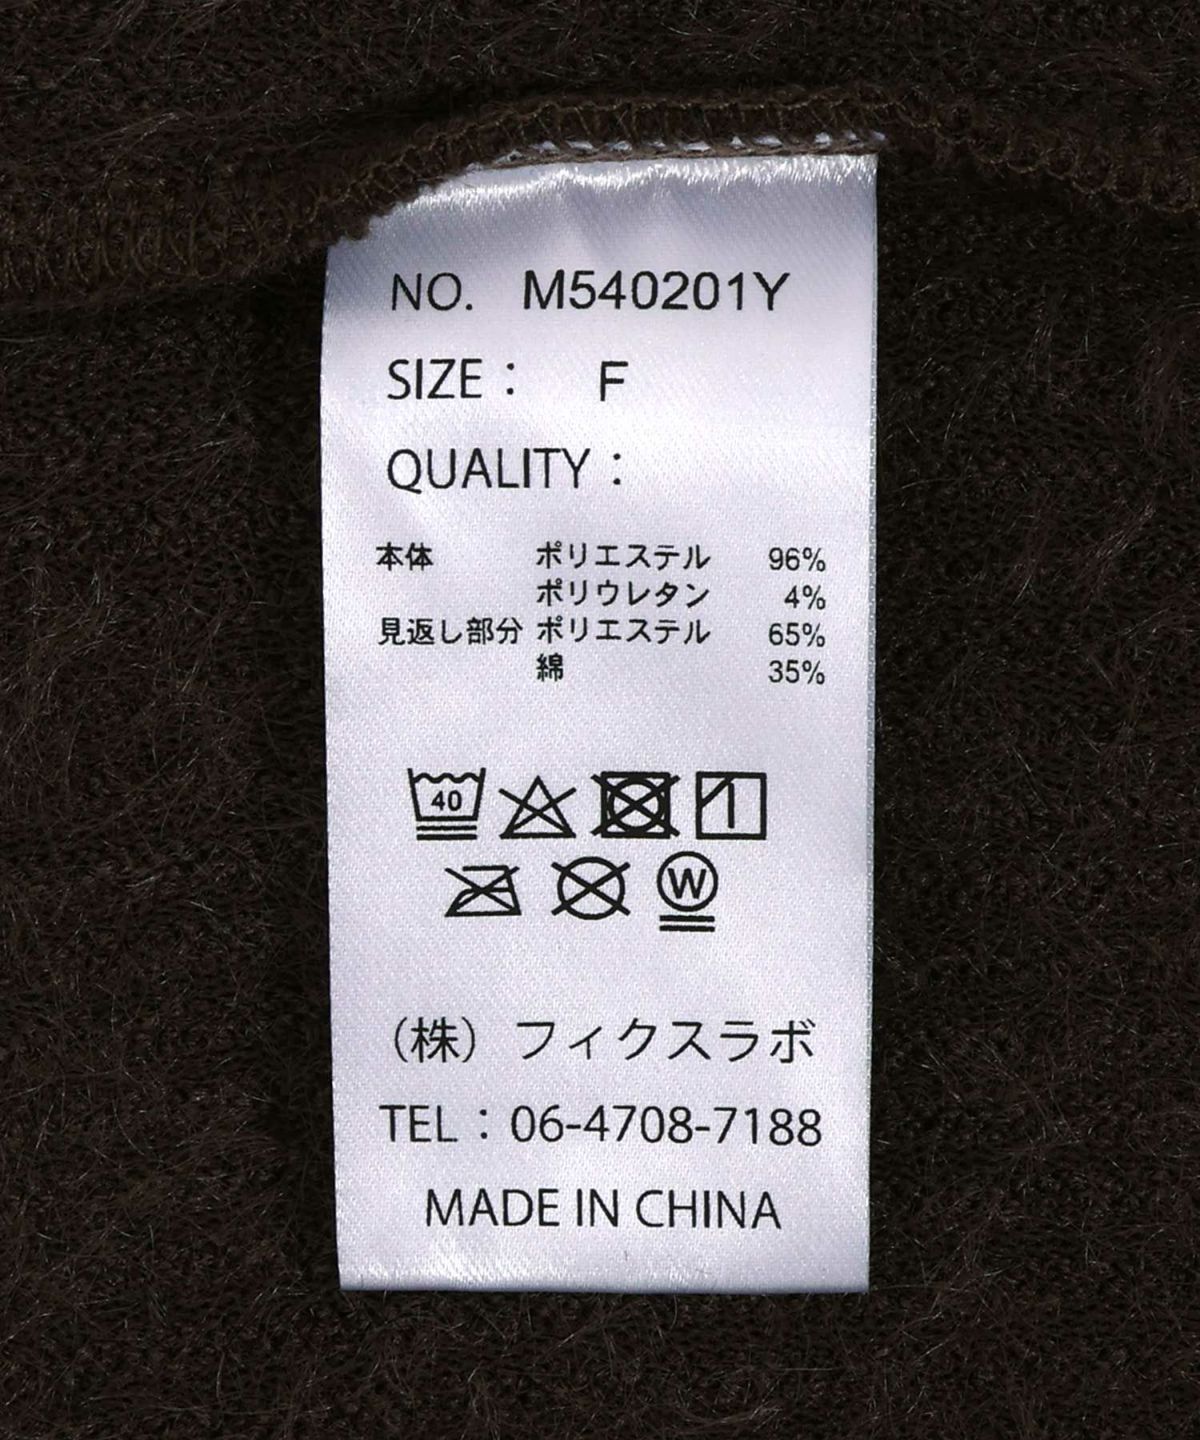 NO. M540201Y
SIZE： F
QUALITY：
本体 ポリエステル 96%
ポリウレタン 4%
見返し部分 ポリエステル 65%
綿 35%
40
W
（株）フィクスラボ
TEL：06-4708-7188
MADE IN CHINA